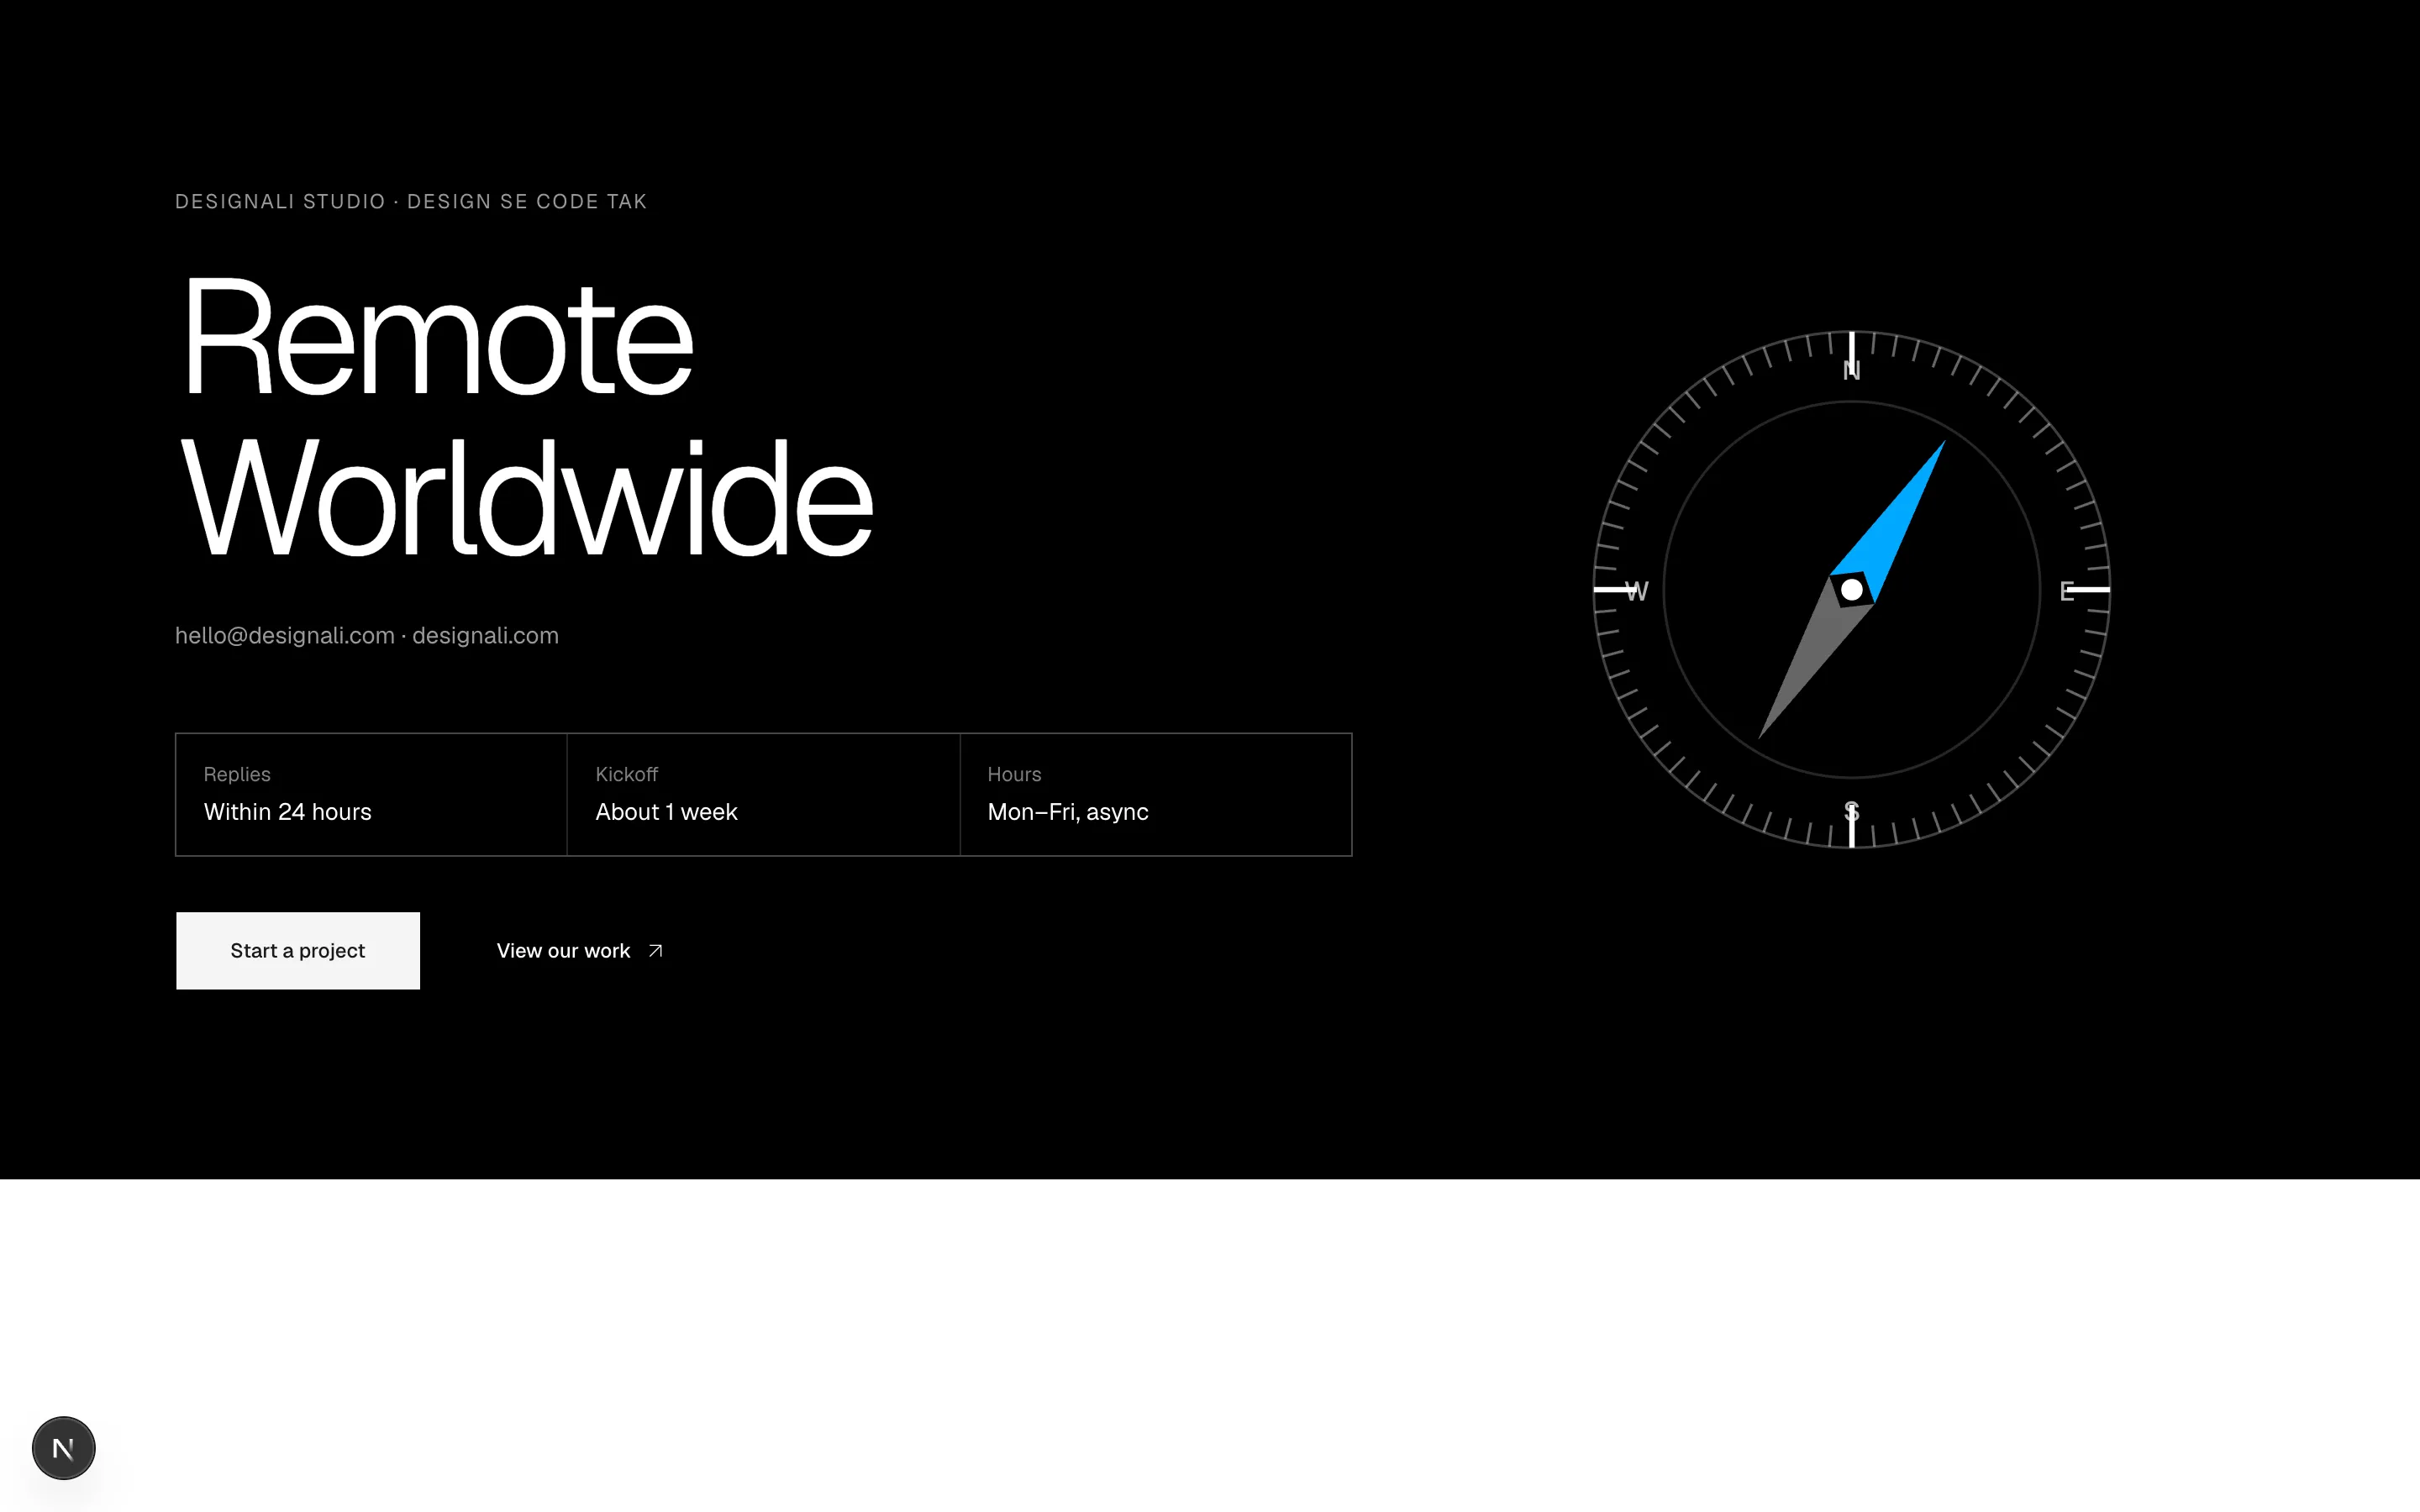 DESIGNALI STUDIO · DESIGN SE CODE TAK
Remote
Worldwide
hello@designali.com · designali.com
Replies
Within 24 hours
Kickoff
About 1 week
Hours
Mon–Fri, async
Start a project
View our work
N
W
E
S
N